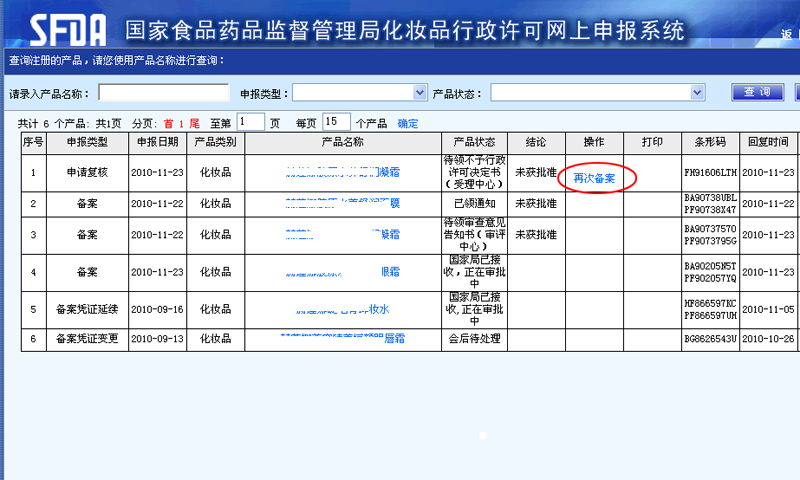 SFDA 国家食品药品监督管理局化妆品行政许可网上申报系统
返
查询注册的产品，请您使用产品名称进行查询：
请录入产品名称： 申报类型： 产品状态： 查 询
共计 6 个产品: 共1页 分页: 首 1 尾 至第 1 页 每页 15 个产品 确定
序号 申报类型 申报日期 产品类别 产品名称 产品状态 结论 操作 打印 条形码 回复时间
1 申请复核 2010-11-23 化妆品 凝霜 待领不予行政许可决定书（受理中心） 未获批准 再次备案 FH91606LTH 2010-11-23
2 备案 2010-11-22 化妆品 膜 已领通知 未获批准 BA90738UBL PF90738X47 2010-11-22
3 备案 2010-11-22 化妆品 凝霜 待领审查意见告知书（审评中心） 未获批准 BA90737570 PF9073795G 2010-11-23
4 备案 2010-11-23 化妆品 眼霜 国家局已接收，正在审批中 BA90205N5T PF902057YQ 2010-11-23
5 备案凭证延续 2010-09-16 化妆品 妆水 国家局已接收,正在审批中 HF866597KC PF866597UH 2010-11-05
6 备案凭证变更 2010-09-13 化妆品 唇霜 会后待处理 BG8626543U 2010-10-26